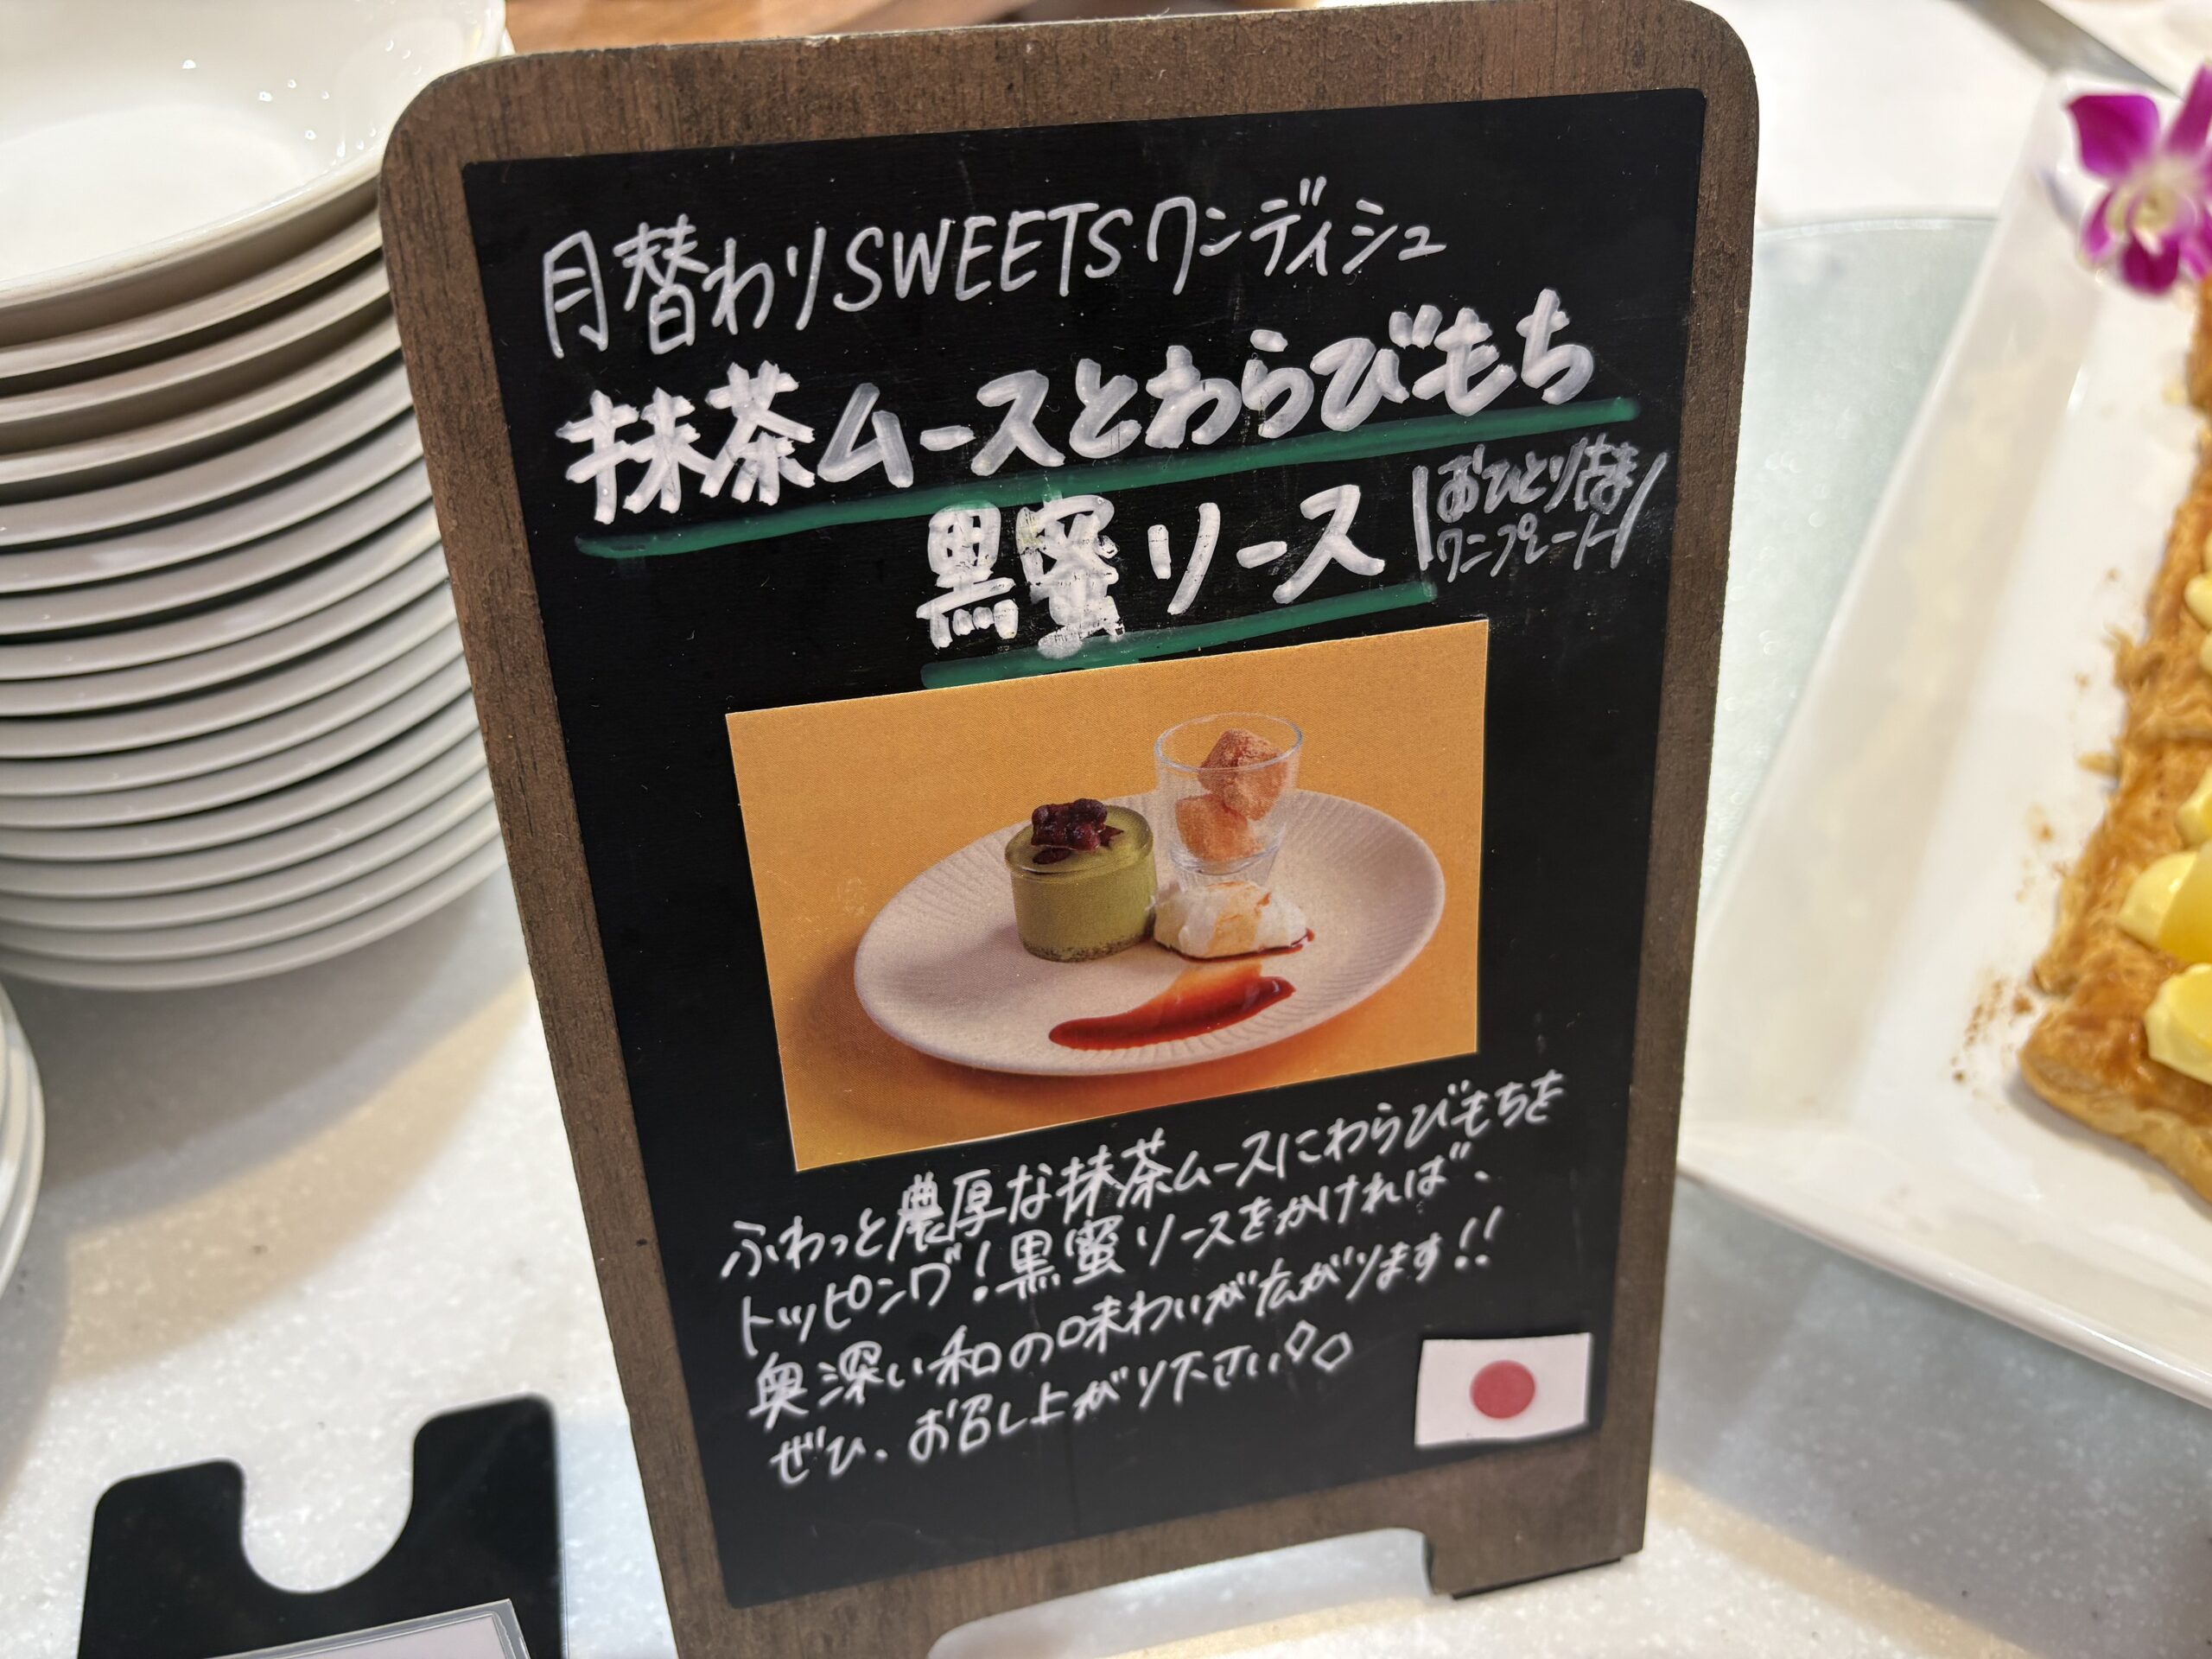 月替わりSWEETSワンディシュ
抹茶ムースとわらびもち
黒蜜ソース
\おひとりさま
ワンプレート/
ふわっと濃厚な抹茶ムースにわらびもちを
トッピング!黒蜜ソースをかければ、
奥深い和の味わいが広がります!!
ぜひ、お召し上がり下さい◇◇